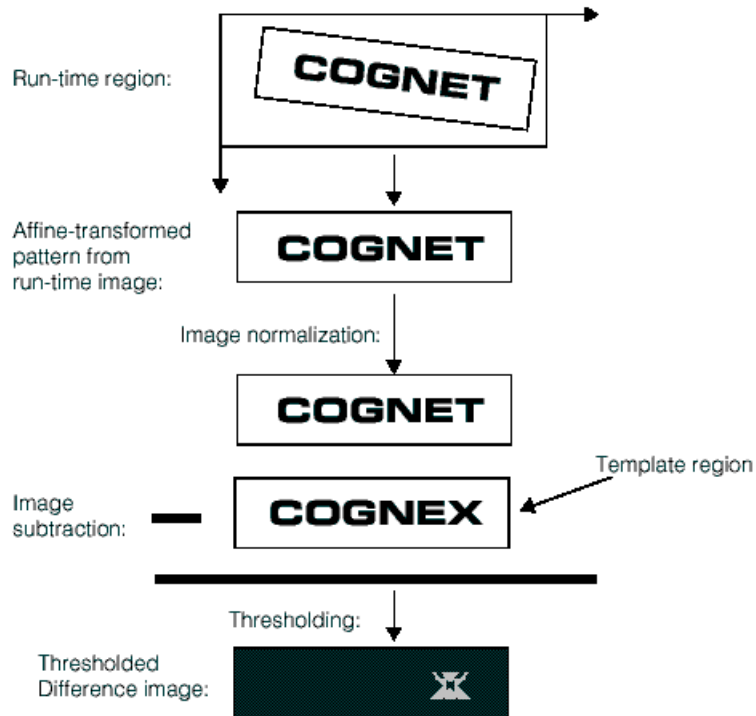 Run-time region:
COGNET
Affine-transformed
pattern from
run-time image:
COGNET
Image normalization:
COGNET
Template region
Image
subtraction:
COGNEX
Thresholding:
Thresholded
Difference image: